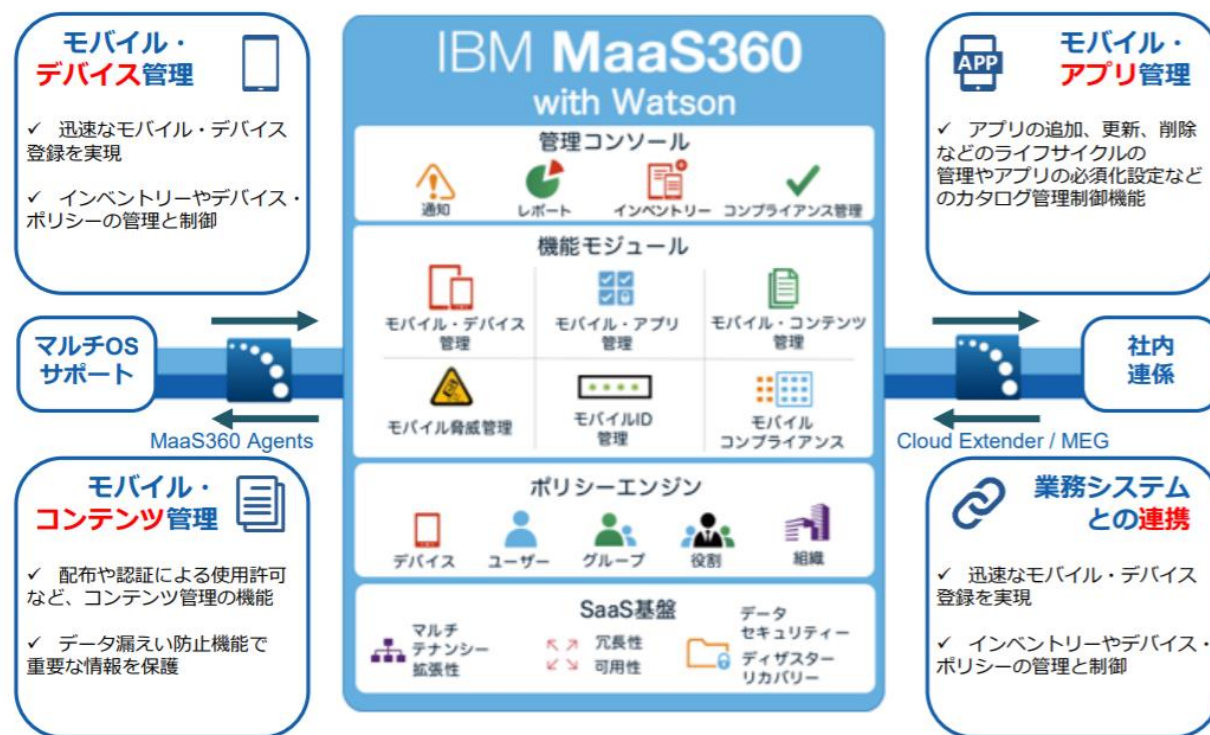 モバイル・
デバイス管理
✓ 迅速なモバイル・デバイス
登録を実現
✓ インベントリーやデバイス・
ポリシーの管理と制御
マルチOS
サポート
MaaS360 Agents
モバイル・
コンテンツ管理
✓ 配布や認証による使用許可
など、コンテンツ管理の機能
✓ データ漏えい防止機能で
重要な情報を保護
IBM MaaS360
with Watson
管理コンソール
通知
レポート
インベントリー
コンプライアンス管理
機能モジュール
モバイル・デバイス
管理
モバイル・アプリ
管理
モバイル・コンテンツ
管理
モバイル脅威管理
モバイルID
管理
モバイル
コンプライアンス
ポリシーエンジン
デバイス
ユーザー
グループ
役割
組織
SaaS基盤
マルチ
テナンシー
拡張性
冗長性
可用性
データ
セキュリティー
ディザスター
リカバリー
APP
モバイル・
アプリ管理
✓ アプリの追加、更新、削除
などのライフサイクルの
管理やアプリの必須化設定など
のカタログ管理制御機能
社内
連係
Cloud Extender / MEG
業務システム
との連携
✓ 迅速なモバイル・デバイス
登録を実現
✓ インベントリーやデバイス・
ポリシーの管理と制御